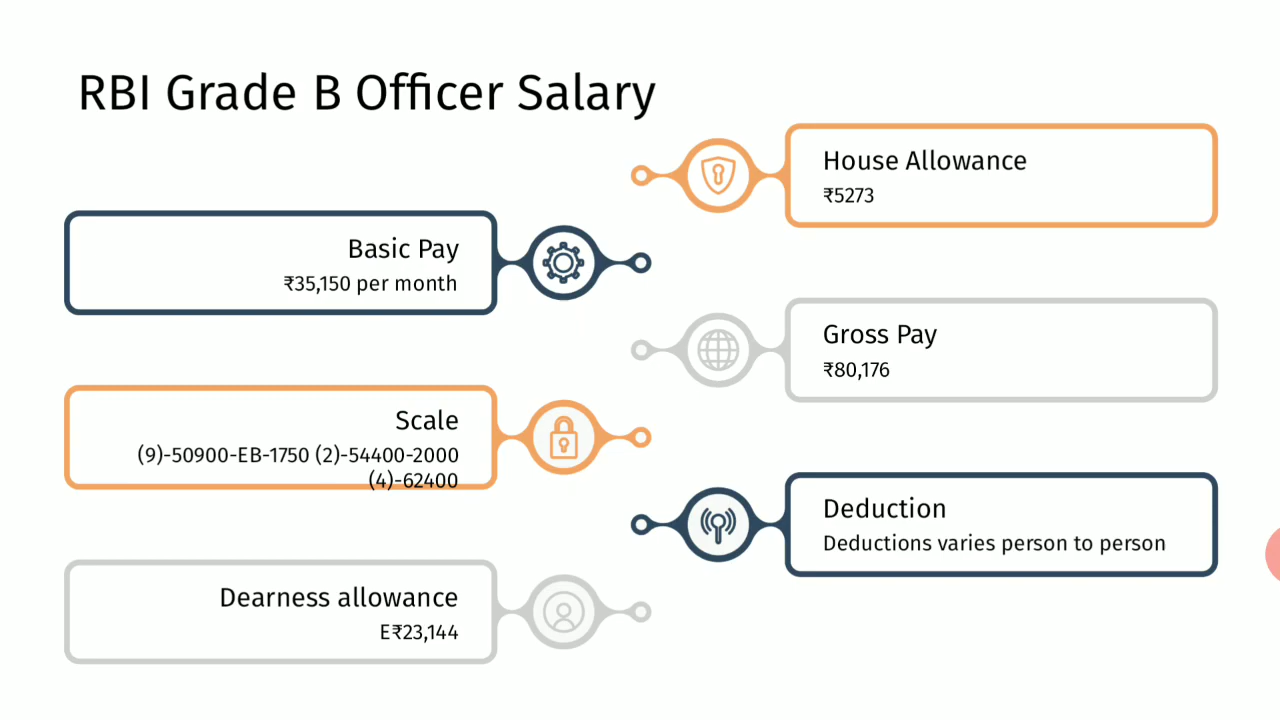 RBI Grade B Officer Salary
Basic Pay
₹35,150 per month
Scale
(9)-50900-EB-1750 (2)-54400-2000
(4)-62400
Dearness allowance
E₹23,144
House Allowance
₹5273
Gross Pay
₹80,176
Deduction
Deductions varies person to person